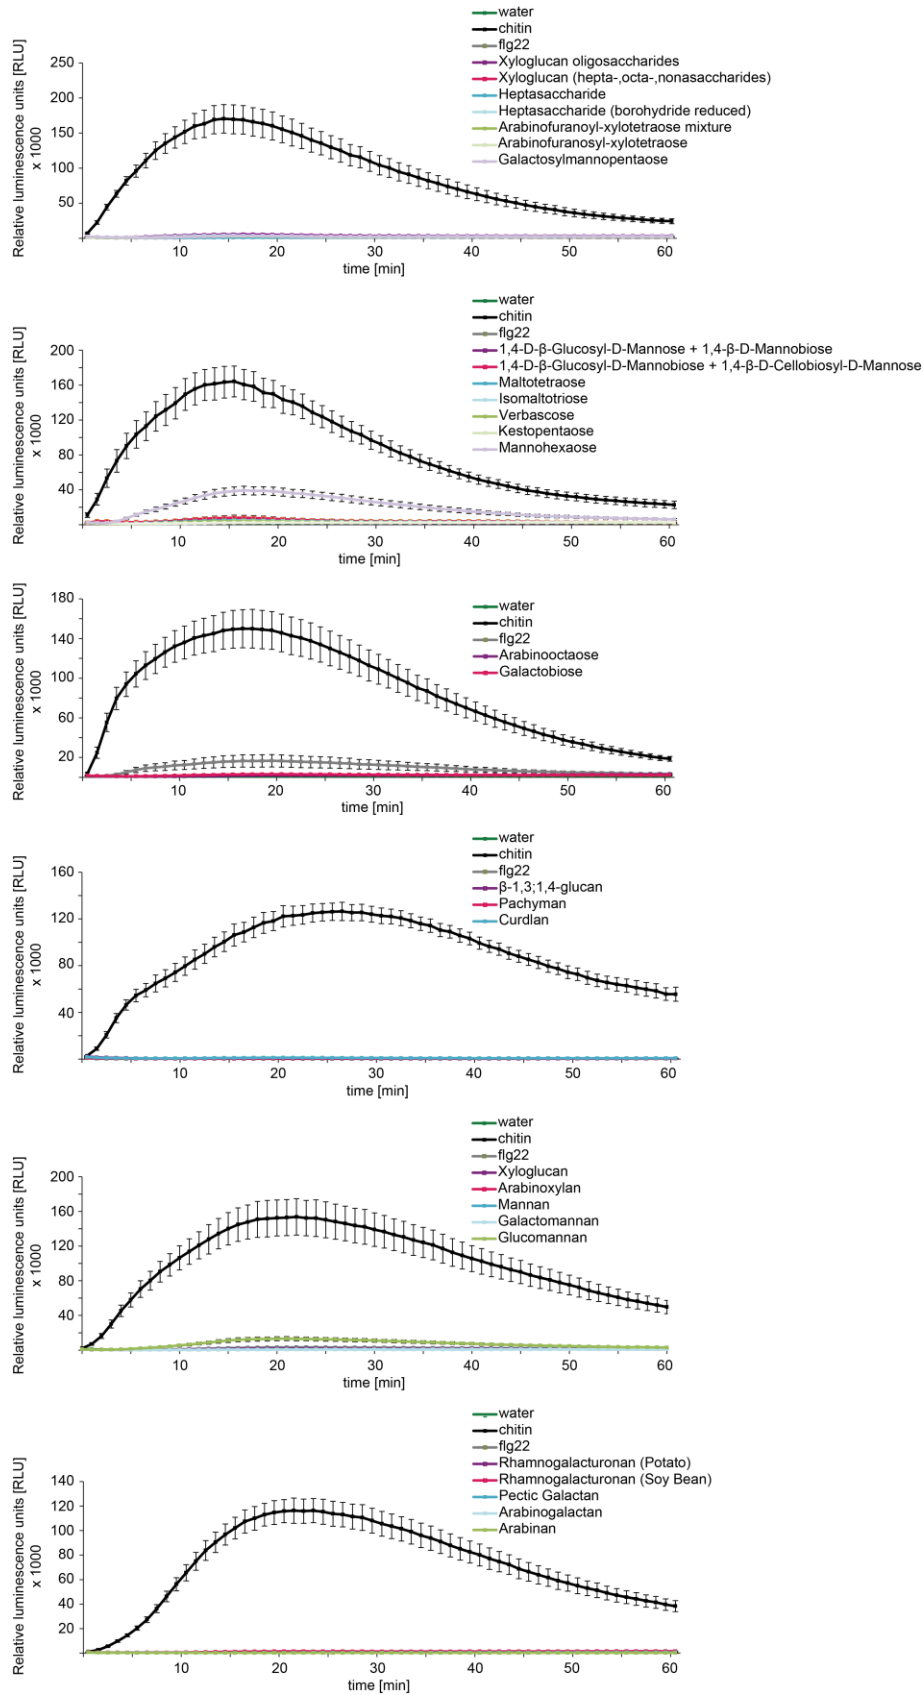 water
chitin
flg22
Xyloglucan oligosaccharides
Xyloglucan (hepta-,octa-,nonasaccharides)
Heptasaccharide
Heptasaccharide (borohydride reduced)
Arabinofuranoyl-xylotetraose mixture
Arabinofuranosyl-xylotetraose
Galactosylmannopentaose
Relative luminescence units [RLU]
x 1000
250
200
150
100
50
10 20 30 40 50 60
time [min]
water
chitin
flg22
1,4-D-β-Glucosyl-D-Mannose + 1,4-β-D-Mannobiose
1,4-D-β-Glucosyl-D-Mannobiose + 1,4-β-D-Cellobiosyl-D-Mannose
Maltotetraose
Isomaltotriose
Verbascose
Kestopentaose
Mannohexaose
Relative luminescence units [RLU]
x 1000
200
160
120
80
40
10 20 30 40 50 60
time [min]
water
chitin
flg22
Arabinooctaose
Galactobiose
Relative luminescence units [RLU]
x 1000
180
140
100
60
20
10 20 30 40 50 60
time [min]
water
chitin
flg22
β-1,3;1,4-glucan
Pachyman
Curdlan
Relative luminescence units [RLU]
x 1000
160
120
80
40
10 20 30 40 50 60
time [min]
water
chitin
flg22
Xyloglucan
Arabinoxylan
Mannan
Galactomannan
Glucomannan
Relative luminescence units [RLU]
x 1000
200
160
120
80
40
10 20 30 40 50 60
time [min]
water
chitin
flg22
Rhamnogalacturonan (Potato)
Rhamnogalacturonan (Soy Bean)
Pectic Galactan
Arabinogalactan
Arabinan
Relative luminescence units [RLU]
x 1000
140
120
100
80
60
40
20
10 20 30 40 50 60
time [min]